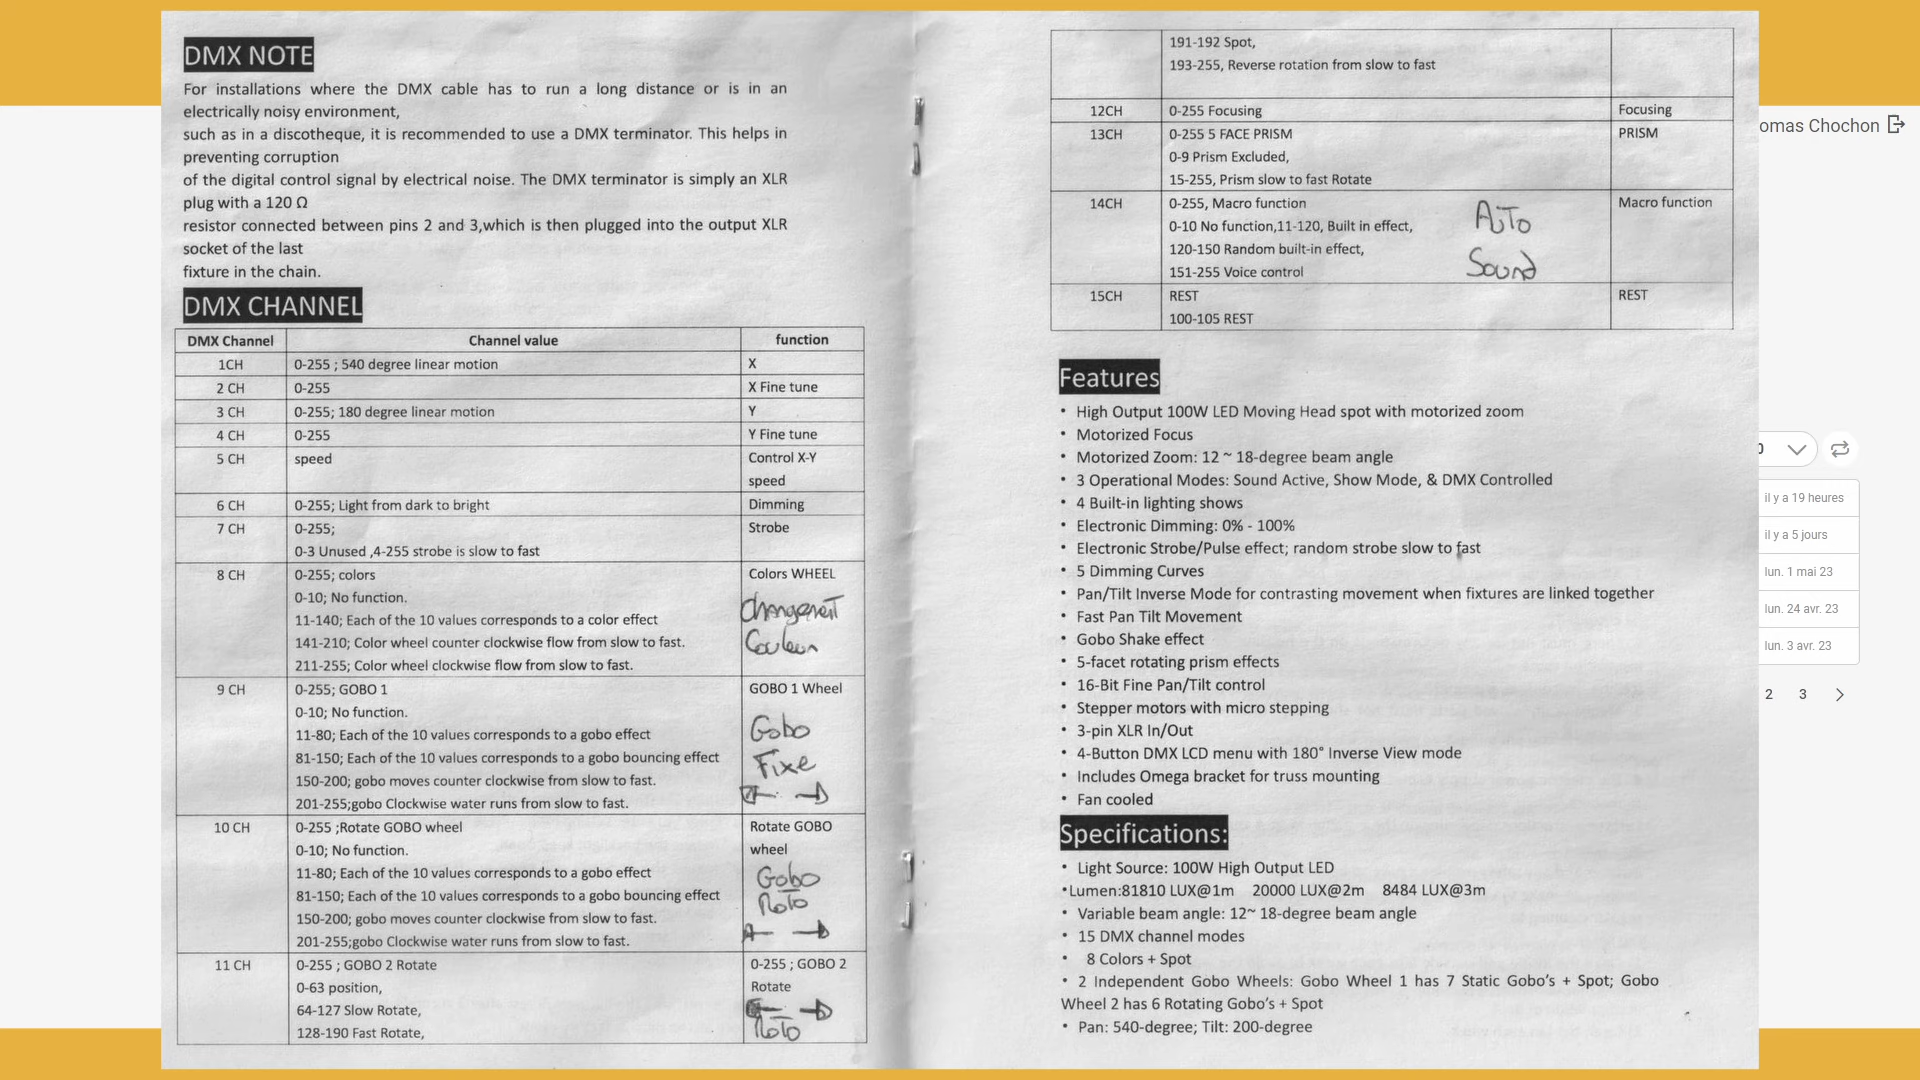 DMX NOTE
For installations where the DMX cable has to run a long distance or is in an
electrically noisy environment,
such as in a discotheque, it is recommended to use a DMX terminator. This helps in
preventing corruption
of the digital control signal by electrical noise. The DMX terminator is simply an XLR
plug with a 120 Ω
resistor connected between pins 2 and 3,which is then plugged into the output XLR
socket of the last
fixture in the chain.
DMX CHANNEL
DMX Channel Channel value function
1CH 0-255 ; 540 degree linear motion X
2 CH 0-255 X Fine tune
3 CH 0-255; 180 degree linear motion Y
4 CH 0-255 Y Fine tune
5 CH speed Control X-Y
speed
6 CH 0-255; Light from dark to bright Dimming
7 CH 0-255; Strobe
0-3 Unused ,4-255 strobe is slow to fast
8 CH 0-255; colors Colors WHEEL
0-10; No function.
11-140; Each of the 10 values corresponds to a color effect
141-210; Color wheel counter clockwise flow from slow to fast.
211-255; Color wheel clockwise flow from slow to fast.
Changement
Couleur
9 CH 0-255; GOBO 1 GOBO 1 Wheel
0-10; No function.
11-80; Each of the 10 values corresponds to a gobo effect
81-150; Each of the 10 values corresponds to a gobo bouncing effect
150-200; gobo moves counter clockwise from slow to fast.
201-255;gobo Clockwise water runs from slow to fast.
Gobo
Fixe
10 CH 0-255 ;Rotate GOBO wheel Rotate GOBO
0-10; No function. wheel
11-80; Each of the 10 values corresponds to a gobo effect
81-150; Each of the 10 values corresponds to a gobo bouncing effect
150-200; gobo moves counter clockwise from slow to fast.
201-255;gobo Clockwise water runs from slow to fast.
Gobo
Roto
11 CH 0-255 ; GOBO 2 Rotate 0-255 ; GOBO 2
0-63 position, Rotate
64-127 Slow Rotate,
128-190 Fast Rotate,
Roto
191-192 Spot,
193-255, Reverse rotation from slow to fast
12CH 0-255 Focusing Focusing
13CH 0-255 5 FACE PRISM PRISM
0-9 Prism Excluded,
15-255, Prism slow to fast Rotate
14CH 0-255, Macro function Macro function
0-10 No function,11-120, Built in effect,
120-150 Random built-in effect,
151-255 Voice control
Auto
Sound
15CH REST REST
100-105 REST
Features
• High Output 100W LED Moving Head spot with motorized zoom
• Motorized Focus
• Motorized Zoom: 12 ~ 18-degree beam angle
• 3 Operational Modes: Sound Active, Show Mode, & DMX Controlled
• 4 Built-in lighting shows
• Electronic Dimming: 0% - 100%
• Electronic Strobe/Pulse effect; random strobe slow to fast
• 5 Dimming Curves
• Pan/Tilt Inverse Mode for contrasting movement when fixtures are linked together
• Fast Pan Tilt Movement
• Gobo Shake effect
• 5-facet rotating prism effects
• 16-Bit Fine Pan/Tilt control
• Stepper motors with micro stepping
• 3-pin XLR In/Out
• 4-Button DMX LCD menu with 180° Inverse View mode
• Includes Omega bracket for truss mounting
• Fan cooled
Specifications:
• Light Source: 100W High Output LED
•Lumen:81810 LUX@1m 20000 LUX@2m 8484 LUX@3m
• Variable beam angle: 12~ 18-degree beam angle
• 15 DMX channel modes
• 8 Colors + Spot
• 2 Independent Gobo Wheels: Gobo Wheel 1 has 7 Static Gobo's + Spot; Gobo
Wheel 2 has 6 Rotating Gobo's + Spot
• Pan: 540-degree; Tilt: 200-degree
omas Chochon
il y a 19 heures
il y a 5 jours
lun. 1 mai 23
lun. 24 avr. 23
lun. 3 avr. 23
2 3